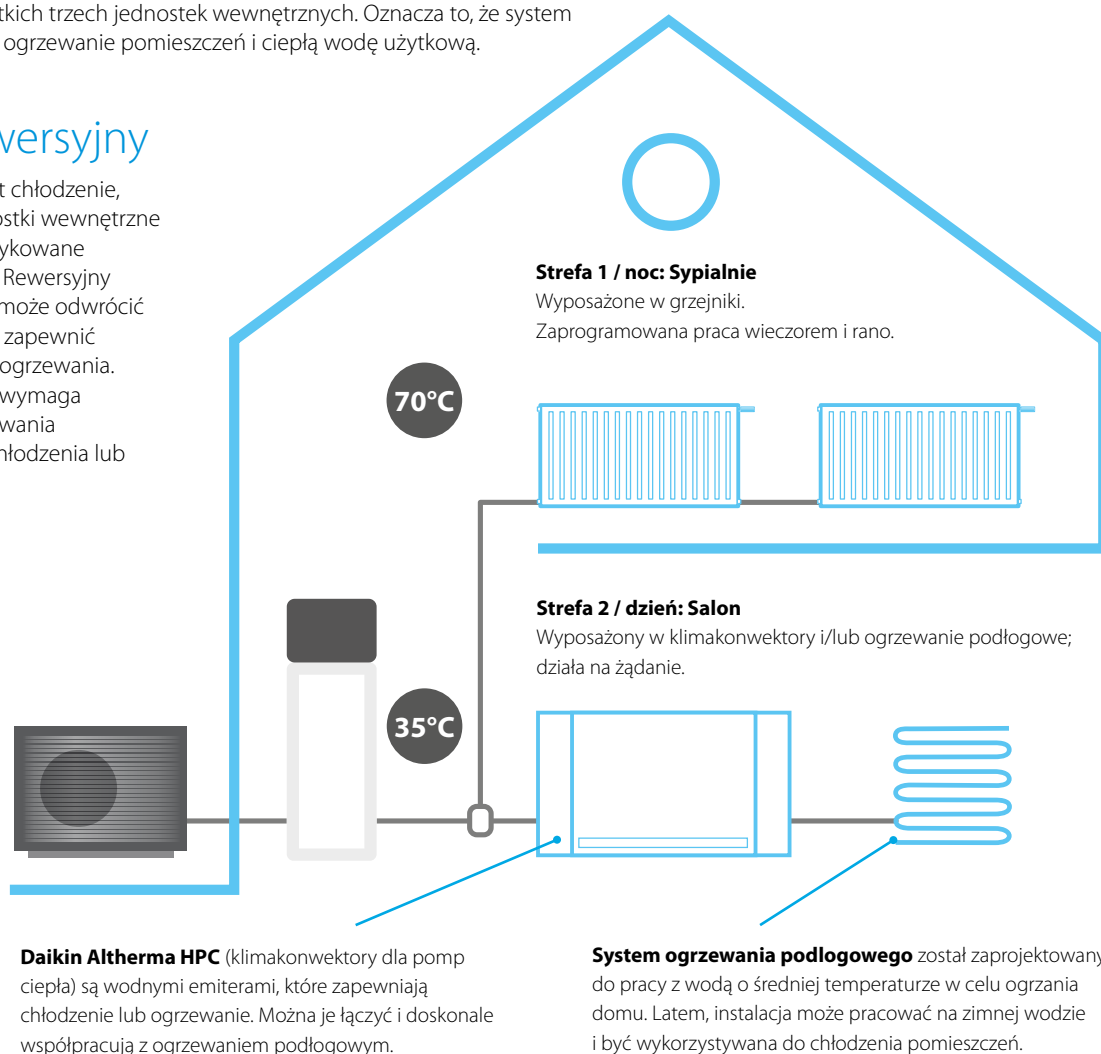 tkich trzech jednostek wewnętrznych. Oznacza to, że system
ogrzewanie pomieszczeń i ciepłą wodę użytkową.
wersyjny
t chłodzenie,
ostki wewnętrzne
ykowane
Rewersyjny
może odwrócić
zapewnić
ogrzewania.
wymaga
wania
hłodzenia lub
Strefa 1 / noc: Sypialnie
Wyposażone w grzejniki.
Zaprogramowana praca wieczorem i rano.
70°C
Strefa 2 / dzień: Salon
Wyposażony w klimakonwektory i/lub ogrzewanie podłogowe;
działa na żądanie.
35°C
Daikin Altherma HPC (klimakonwektory dla pomp
ciepła) są wodnymi emiterami, które zapewniają
chłodzenie lub ogrzewanie. Można je łączyć i doskonale
współpracują z ogrzewaniem podłogowym.
System ogrzewania podlogowego został zaprojektowany
do pracy z wodą o średniej temperaturze w celu ogrzania
domu. Latem, instalacja może pracować na zimnej wodzie
i być wykorzystywana do chłodzenia pomieszczeń.